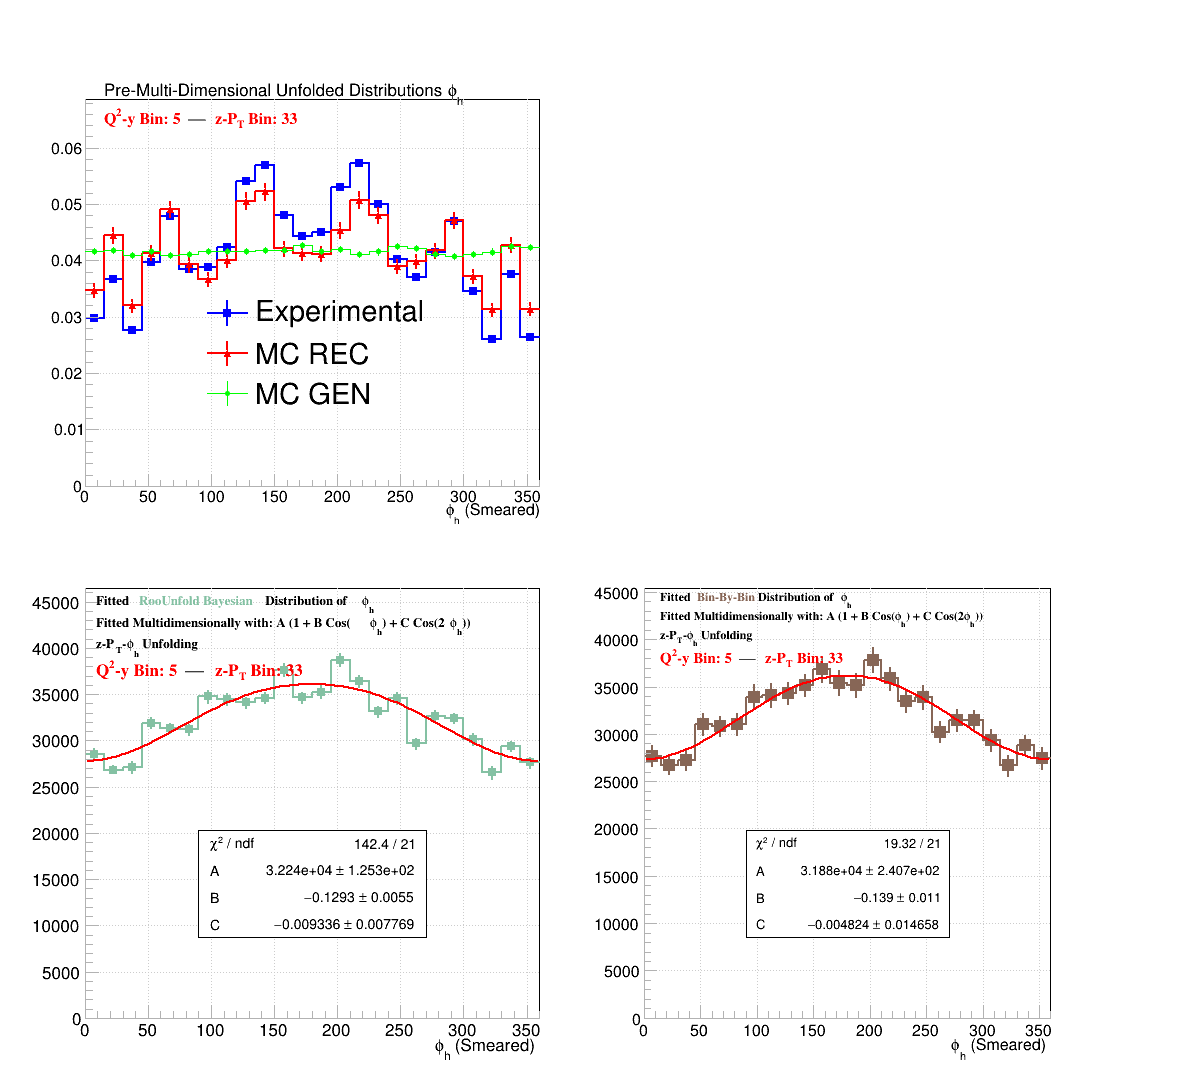 Pre-Multi-Dimensional Unfolded Distributions ϕh
Q2-y Bin: 5 — z-PT Bin: 33
0.06
0.05
0.04
0.03
0.02
0.01
0
Experimental
MC REC
MC GEN
0 50 100 150 200 250 300 350
ϕh (Smeared)
Fitted RooUnfold Bayesian Distribution of ϕh
Fitted Multidimensionally with: A (1 + B Cos( ϕh) + C Cos(2 ϕh))
z-PT-ϕh Unfolding
Q2-y Bin: 5 — z-PT Bin: 33
45000
40000
35000
30000
25000
20000
15000
10000
5000
0
χ2 / ndf 142.4 / 21
A 3.224e+04 ± 1.253e+02
B −0.1293 ± 0.0055
C −0.009336 ± 0.007769
0 50 100 150 200 250 300 350
ϕh (Smeared)
Fitted Bin-By-Bin Distribution of ϕh
Fitted Multidimensionally with: A (1 + B Cos(ϕh) + C Cos(2ϕh))
z-PT-ϕh Unfolding
Q2-y Bin: 5 — z-PT Bin: 33
45000
40000
35000
30000
25000
20000
15000
10000
5000
0
χ2 / ndf 19.32 / 21
A 3.188e+04 ± 2.407e+02
B −0.139 ± 0.011
C −0.004824 ± 0.014658
0 50 100 150 200 250 300 350
ϕh (Smeared)